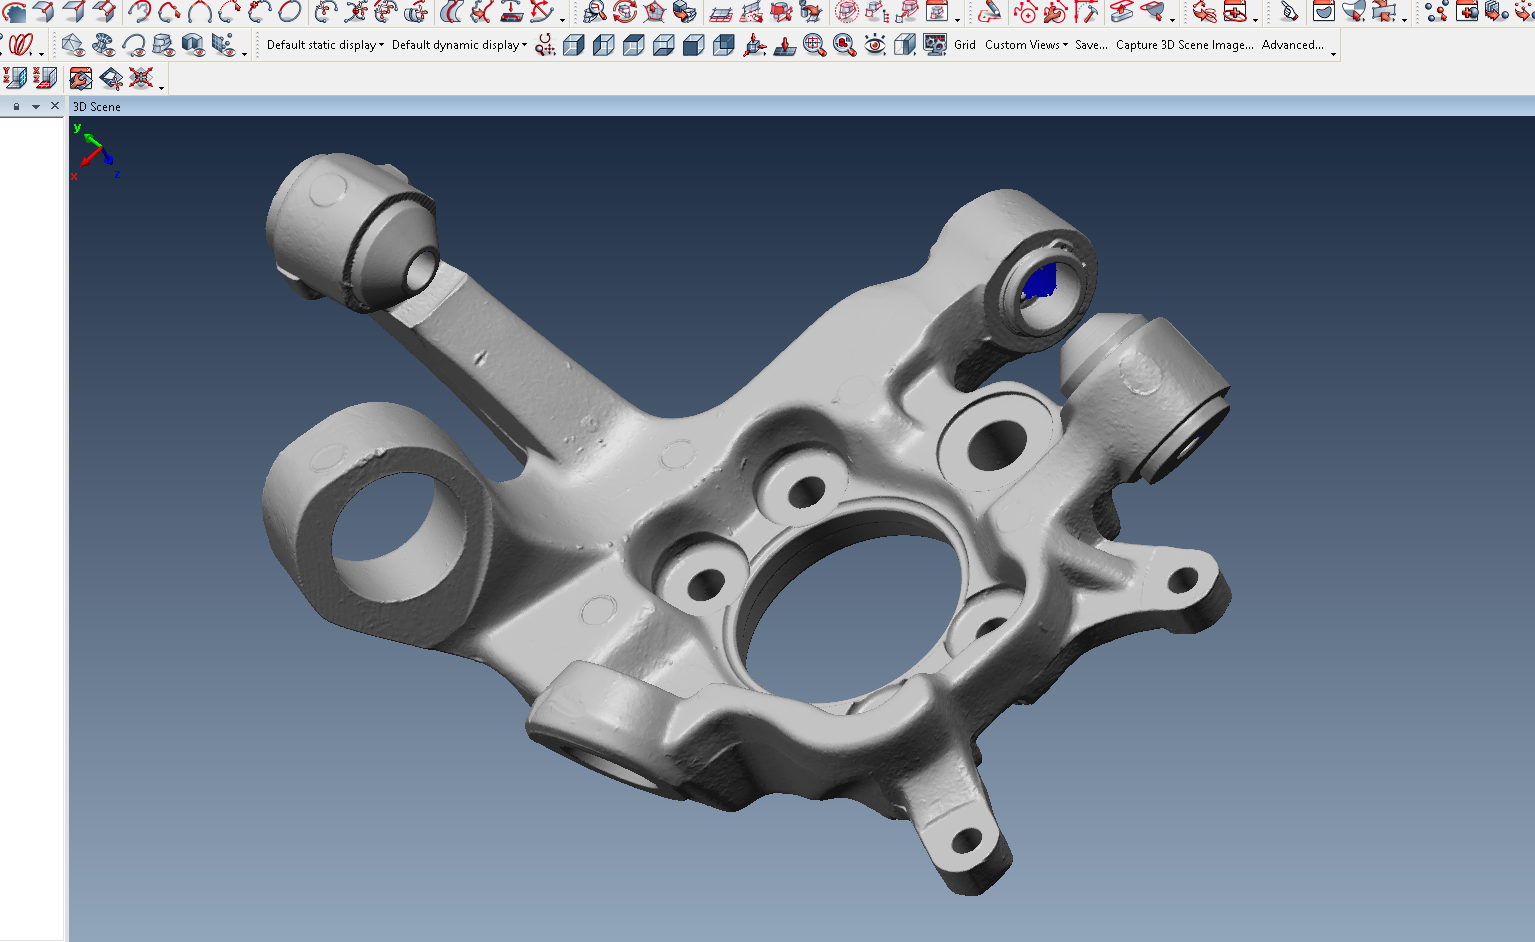 Default static display Default dynamic display Grid Custom Views Save... Capture 3D Scene Image... Advanced...
3D Scene
y
x
z